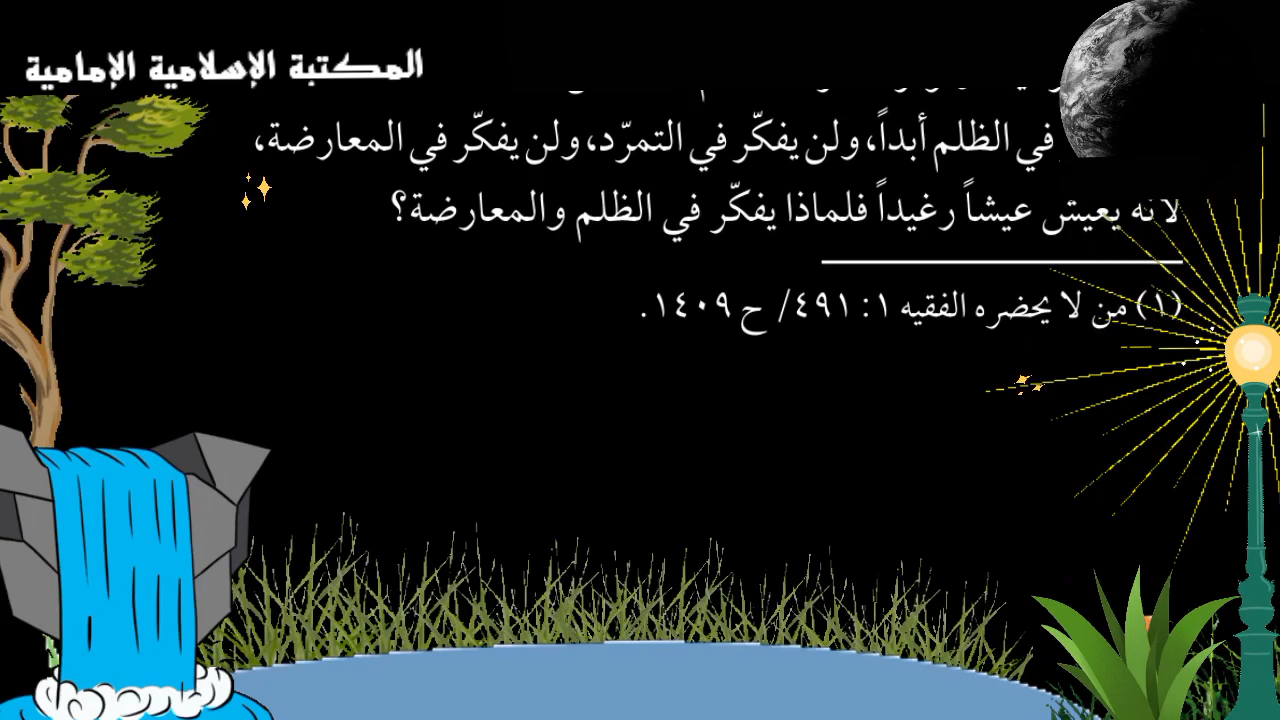 المكتبة الإسلامية الإمامية
في الظلم أبداً، ولن يفكّر في التمرّد، ولن يفكّر في المعارضة،
لانه يعيش عيشاً رغيداً فلماذا يفكّر في الظلم والمعارضة؟
(١) من لا يحضره الفقيه ١: ٤٩١/ ح ١٤٠٩.